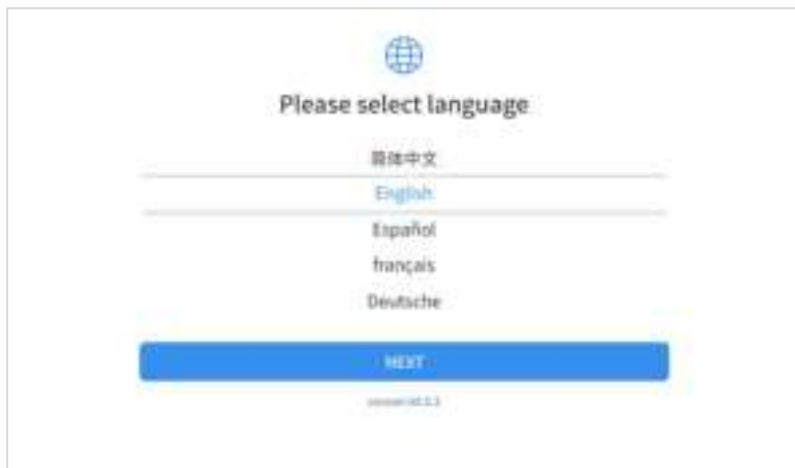 Please select language
简体中文
English
Español
français
Deutsche
NEXT